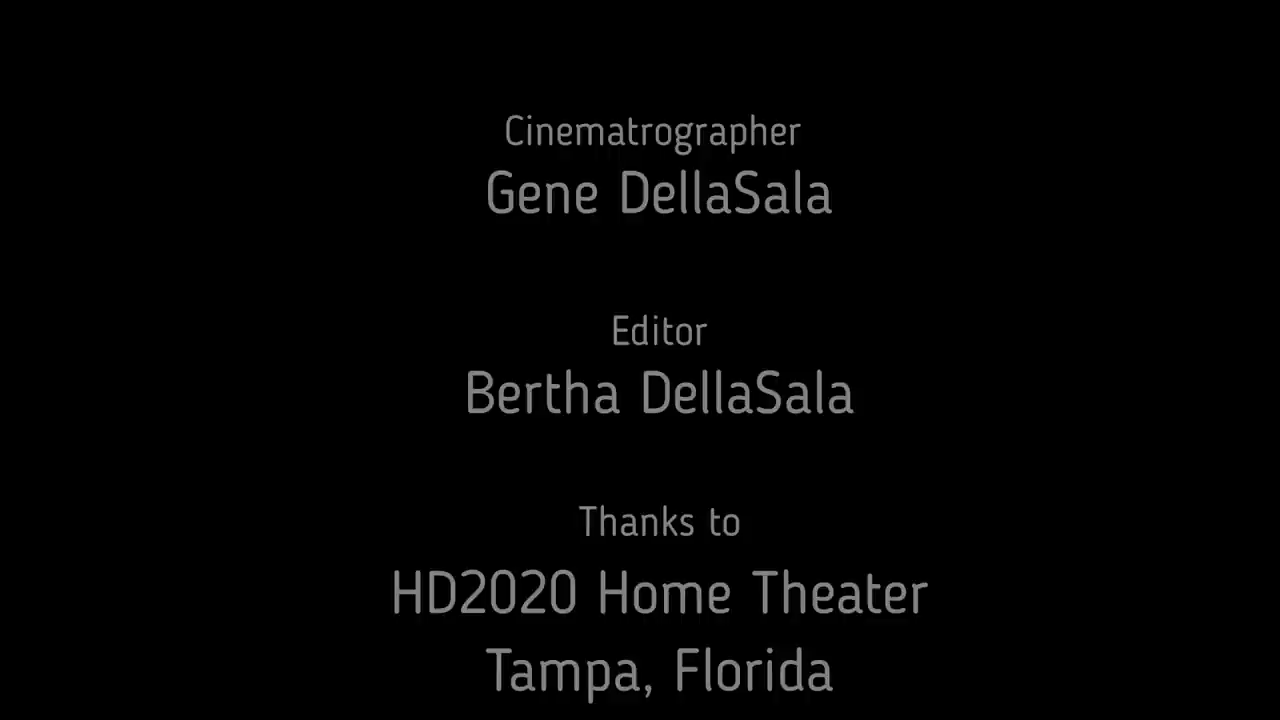 Cinematrographer
Gene DellaSala
Editor
Bertha DellaSala
Thanks to
HD2020 Home Theater
Tampa, Florida